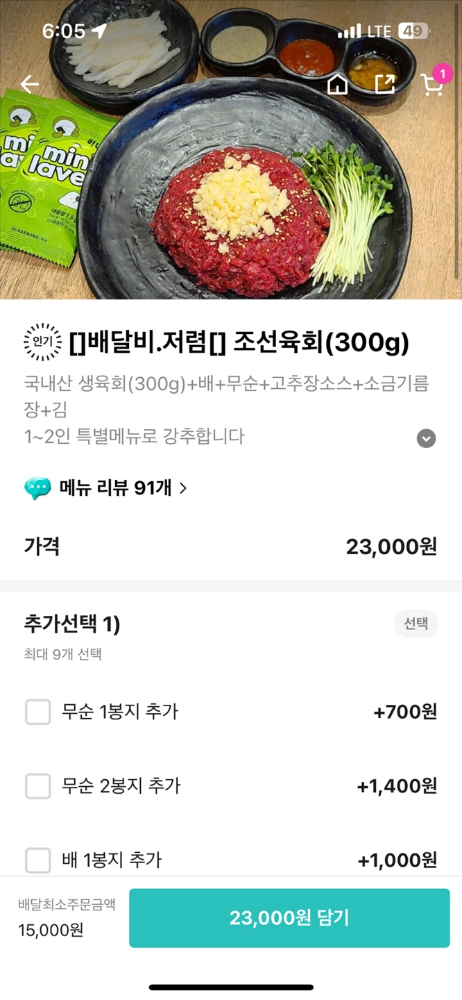 6:05
LTE 49
1
mini
lave
HAENONG
인기 []배달비.저렴[] 조선육회(300g)
국내산 생육회(300g)+배+무순+고추장소스+소금기름
장+김
1~2인 특별메뉴로 강추합니다
메뉴 리뷰 91개 >
가격 23,000원
추가선택 1) 선택
최대 9개 선택
무순 1봉지 추가 +700원
무순 2봉지 추가 +1,400원
배 1봉지 추가 +1,000원
배달최소주문금액
15,000원
23,000원 담기